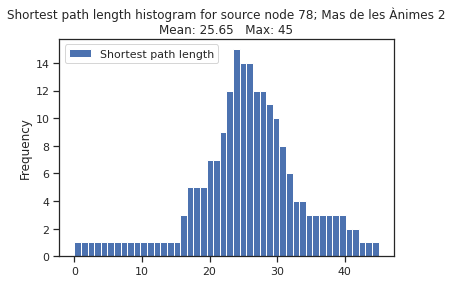 Shortest path length histogram for source node 78; Mas de les Ànimes 2
Mean: 25.65   Max: 45
Shortest path length
Frequency
14
12
10
8
6
4
2
0
0 10 20 30 40